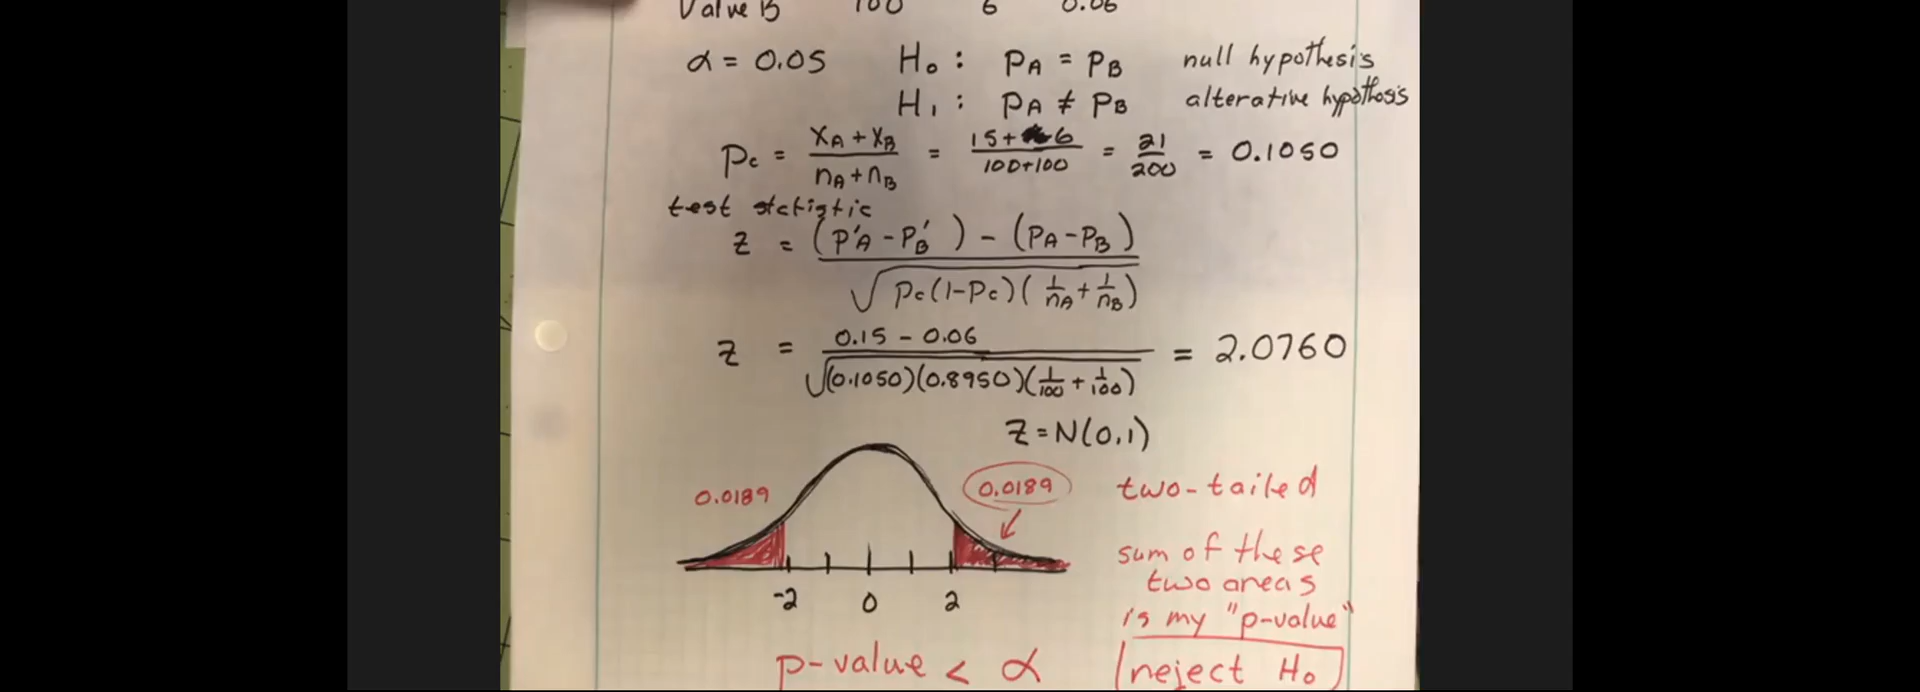 Value B 100 6 0.06
α = 0.05 H₀ : pA = pB null hypothesis
H₁ : pA ≠ pB alterative hypothosis
pc = (xA + xB)/(nA + nB) = (15 + 6)/(100+100) = 21/200 = 0.1050
test statistic
z = ((p'A - pB') - (pA - pB))/√(pc(1-pc)(1/nA + 1/nB))
z = (0.15 - 0.06)/√((0.1050)(0.8950)(1/100 + 1/100)) = 2.0760
z = N(0,1)
0.0189 0.0189 two-tailed
sum of these
two areas
-2 0 2
is my "p-value"
p-value < α reject H₀